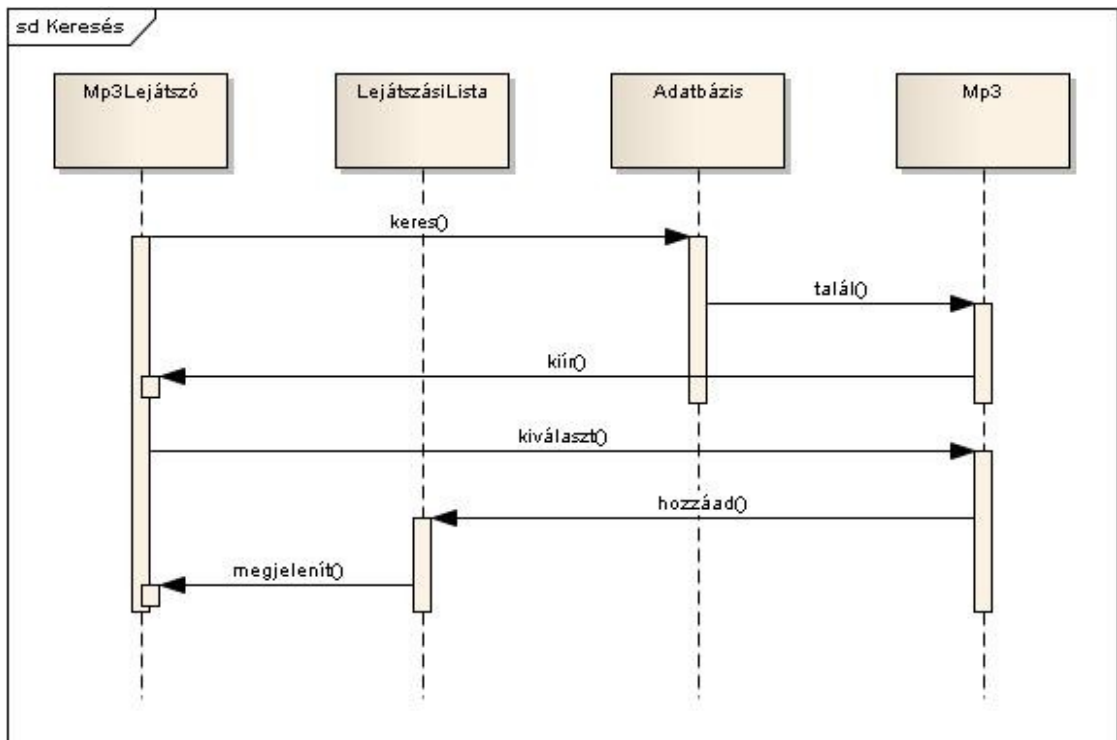 sd Keresés
Mp3Lejátszó
LejátszásiLista
Adatbázis
Mp3
keres()
talál()
kiír()
kiválaszt()
hozzáad()
megjelenít()